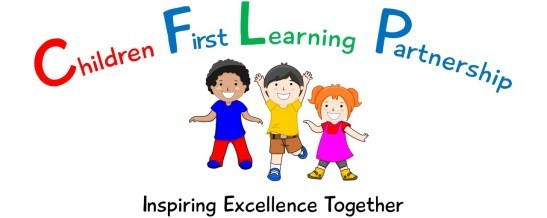 Children First Learning Partnership
Inspiring Excellence Together